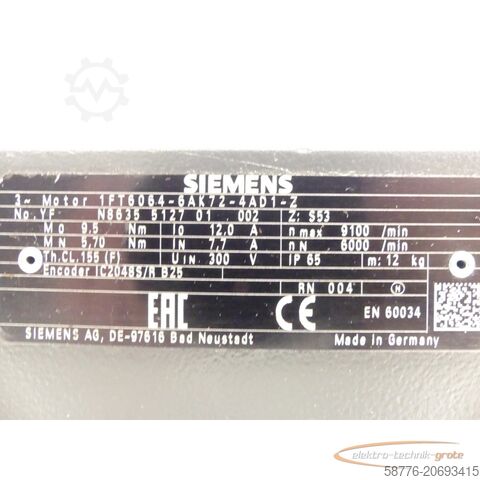 SIEMENS
3~ Motor 1FT6064-6AK72-4AD1-Z
No. YF N8635 5127 01 002 Z: S53
M0 9.5 Nm I0 12.0 A n max 9100 /min
MN 5.70 Nm IN 7.7 A nN 6000 /min
Th.CL.155 (F) UIN 300 V IP 65 m: 12 kg
Encoder IC2048S/R B25
RN 004 N
EAC CE EN 60034
SIEMENS AG, DE-97616 Bad Neustadt Made in Germany
elektro-technik-grote
58776-20693415